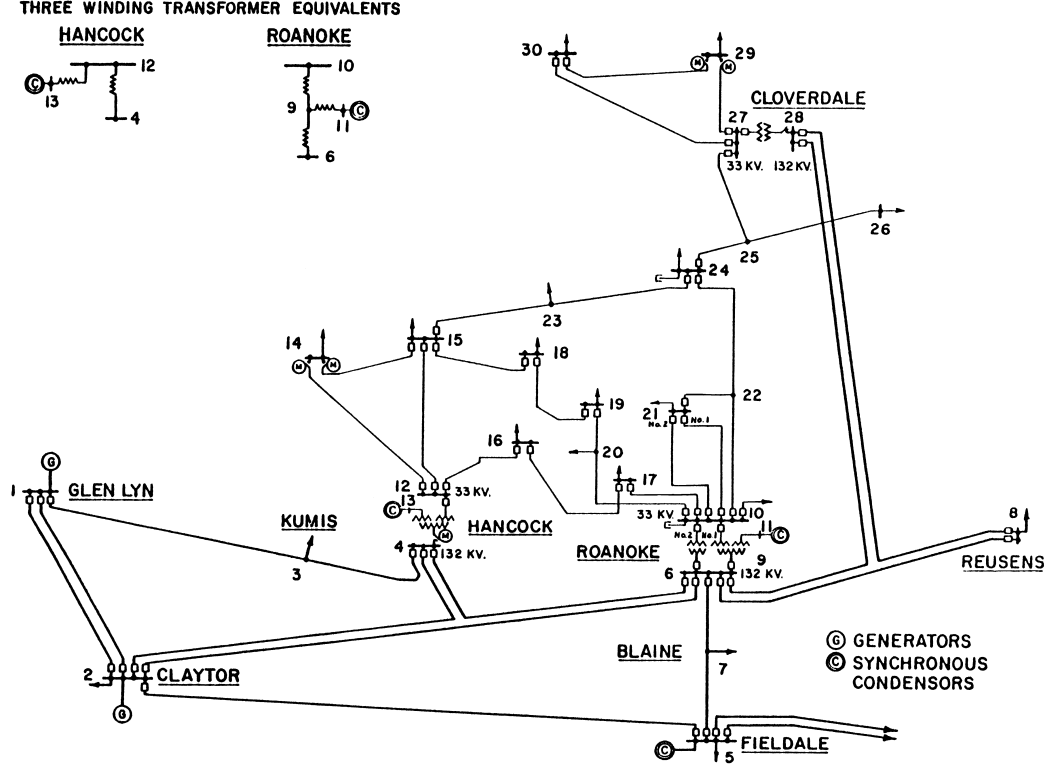 THREE WINDING TRANSFORMER EQUIVALENTS
HANCOCK
ROANOKE
12
C
13
4
10
9
C
11
6
30
29
M
M
CLOVERDALE
27
28
33 KV.
132 KV.
26
25
24
23
14
M
M
15
18
22
19
21
No. 2
No. 1
16
20
17
G
1
GLEN LYN
12
33 KV.
13
C
HANCOCK
M
4
132 KV.
KUMIS
3
33 KV.
10
No. 2
No. 1
11
C
ROANOKE
9
6
132 KV.
8
REUSENS
BLAINE
7
2
CLAYTOR
G
C
5
FIELDALE
G GENERATORS
C SYNCHRONOUS
CONDENSORS